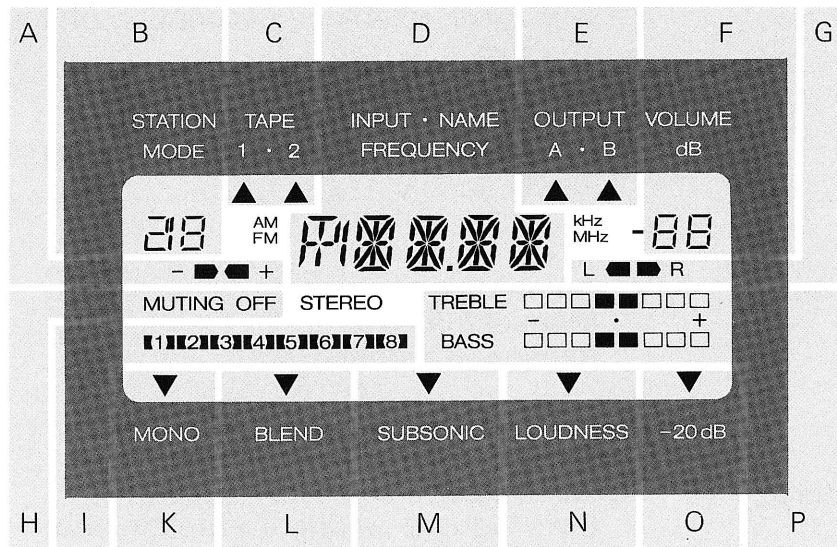 A B C D E F G
STATION TAPE INPUT · NAME OUTPUT VOLUME
MODE 1 · 2 FREQUENCY A · B dB
AM kHz
FM MHz -88
- + L R
MUTING OFF STEREO TREBLE
- · +
[1][2][3][4][5][6][7][8] BASS
MONO BLEND SUBSONIC LOUDNESS -20 dB
H I K L M N O P